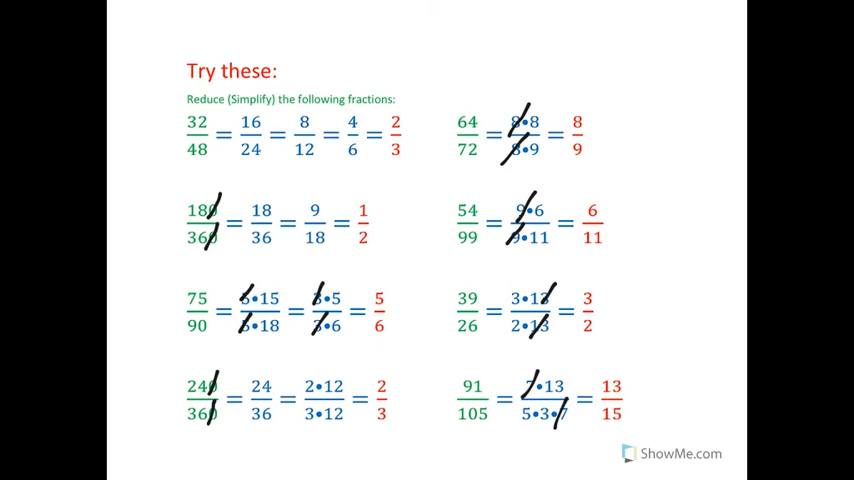 Try these:
Reduce (Simplify) the following fractions:
32/48 = 16/24 = 8/12 = 4/6 = 2/3
64/72 = 8•8/8•9 = 8/9
180/360 = 18/36 = 9/18 = 1/2
54/99 = 9•6/9•11 = 6/11
75/90 = 5•15/5•18 = 3•5/3•6 = 5/6
39/26 = 3•13/2•13 = 3/2
240/360 = 24/36 = 2•12/3•12 = 2/3
91/105 = 7•13/5•3•7 = 13/15
ShowMe.com